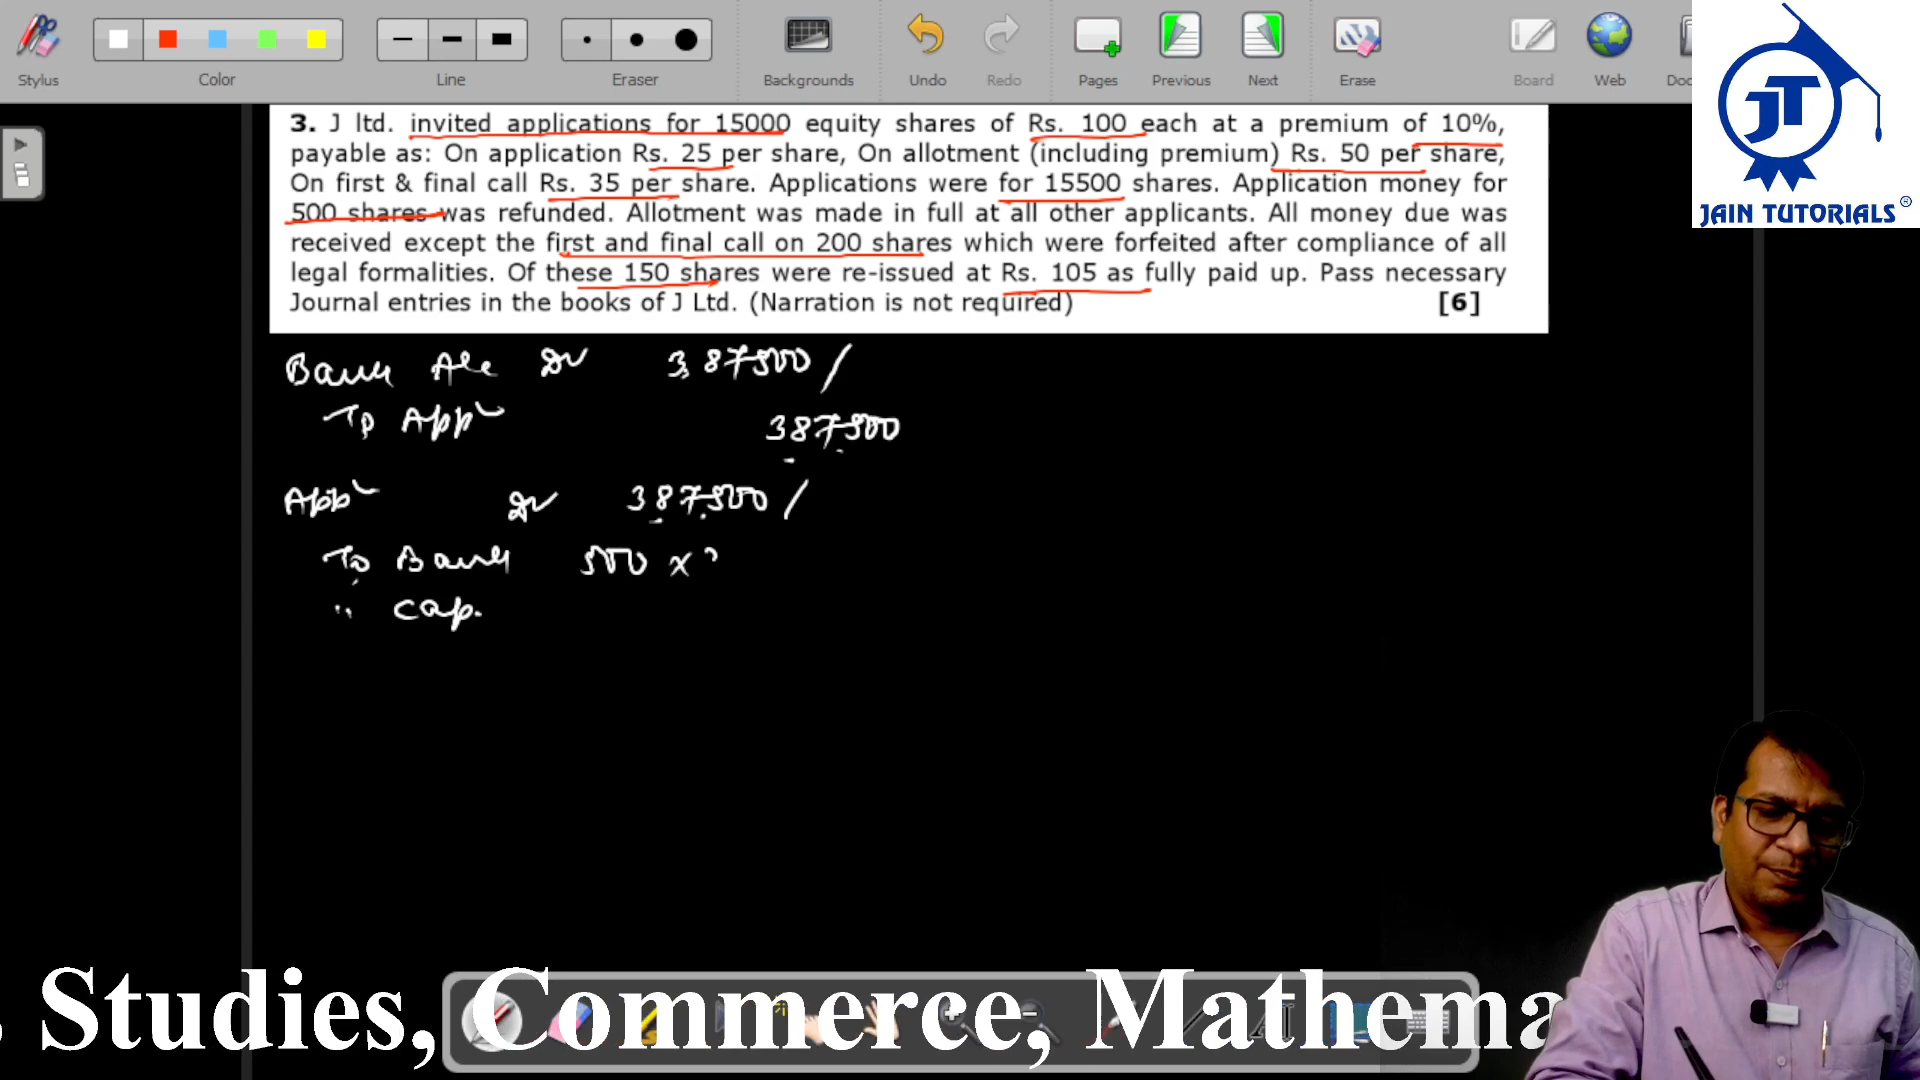 Stylus
Color
Line
Eraser
Backgrounds
Undo
Redo
Pages
Previous
Next
Erase
Board
Web
JT
JAIN TUTORIALS®
3. J ltd. invited applications for 15000 equity shares of Rs. 100 each at a premium of 10%,
payable as: On application Rs. 25 per share, On allotment (including premium) Rs. 50 per share,
On first & final call Rs. 35 per share. Applications were for 15500 shares. Application money for
500 shares was refunded. Allotment was made in full at all other applicants. All money due was
received except the first and final call on 200 shares which were forfeited after compliance of all
legal formalities. Of these 150 shares were re-issued at Rs. 105 as fully paid up. Pass necessary
Journal entries in the books of J Ltd. (Narration is not required) [6]
Bank A/c Dr 387500/
To App 387500
App Dr 387500/
To Bank 500 x
" cap.
Studies, Commerce, Mathema